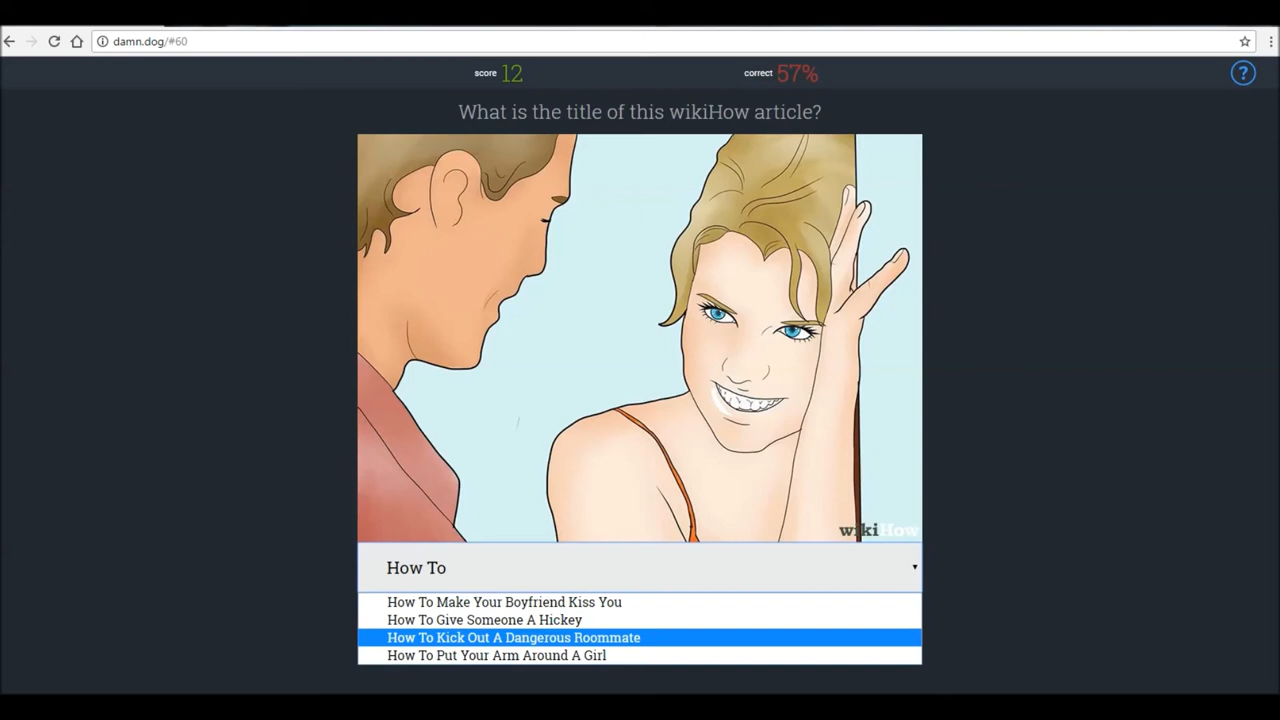 damn.dog/#60
score 12
correct 57%
?
What is the title of this wikiHow article?
wikiHow
How To
How To Make Your Boyfriend Kiss You
How To Give Someone A Hickey
How To Kick Out A Dangerous Roommate
How To Put Your Arm Around A Girl